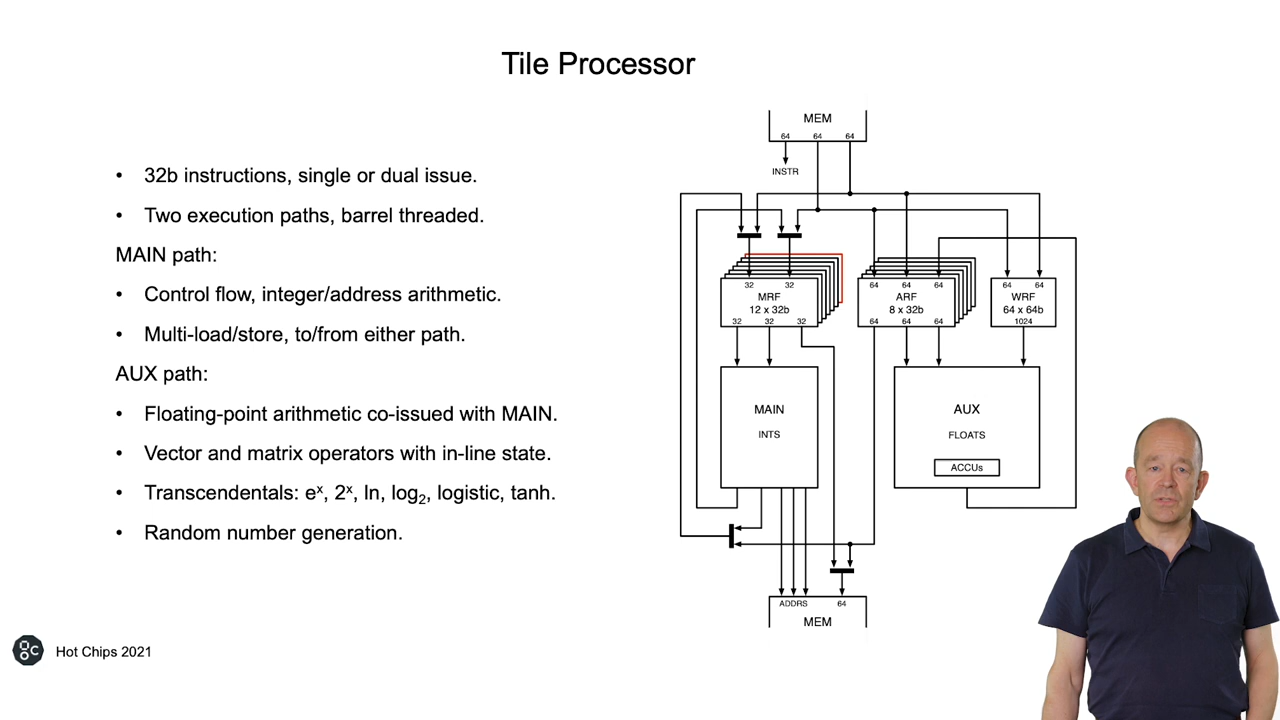 Tile Processor
• 32b instructions, single or dual issue.
• Two execution paths, barrel threaded.
MAIN path:
• Control flow, integer/address arithmetic.
• Multi-load/store, to/from either path.
AUX path:
• Floating-point arithmetic co-issued with MAIN.
• Vector and matrix operators with in-line state.
• Transcendentals: eˣ, 2ˣ, ln, log₂, logistic, tanh.
• Random number generation.
MEM
64 64 64
INSTR
32 32
MRF
12 x 32b
32 32 32
64 64 64
ARF
8 x 32b
64 64 64
64 64
WRF
64 x 64b
1024
MAIN
INTS
AUX
FLOATS
ACCUs
ADDRS 64
MEM
gc Hot Chips 2021